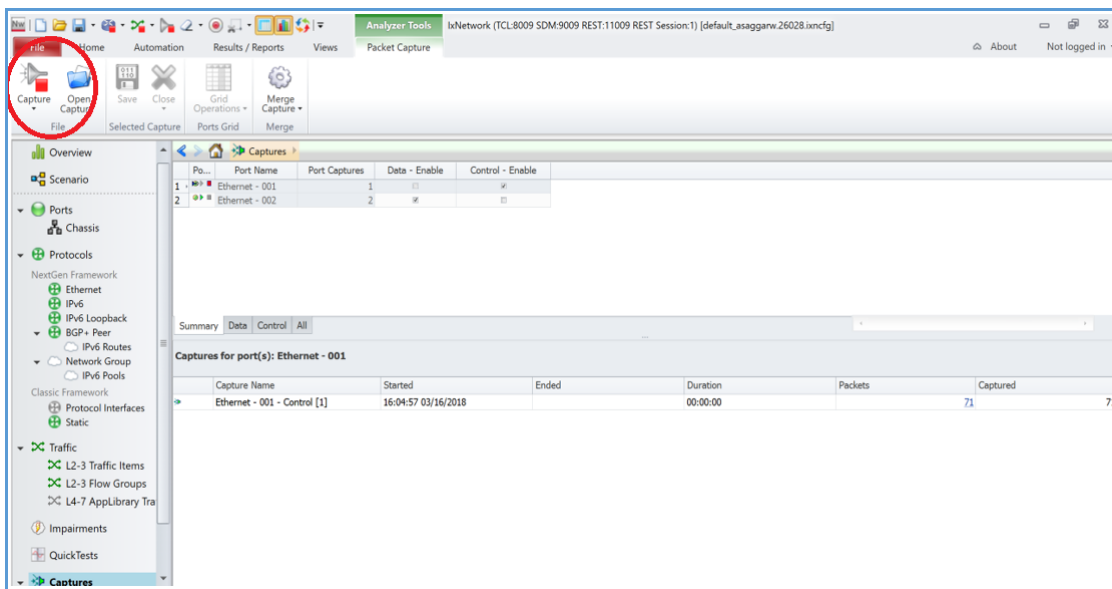 Nw
Analyzer Tools
IxNetwork (TCL:8009 SDM:9009 REST:11009 REST Session:1) [default_asaggarw.26028.ixncfg]
File Home Automation Results / Reports Views Packet Capture
About Not logged in
Capture Open Captur Save Close Grid Operations Merge Capture
File Selected Capture Ports Grid Merge
Captures
Overview
Scenario
Ports
Chassis
Protocols
NextGen Framework
Ethernet
IPv6
IPv6 Loopback
BGP+ Peer
IPv6 Routes
Network Group
IPv6 Pools
Classic Framework
Protocol Interfaces
Static
Traffic
L2-3 Traffic Items
L2-3 Flow Groups
L4-7 AppLibrary Tra
Impairments
QuickTests
Captures
Po... Port Name Port Captures Data - Enable Control - Enable
1 Ethernet - 001 1
2 Ethernet - 002 2
Summary Data Control All
Captures for port(s): Ethernet - 001
Capture Name Started Ended Duration Packets Captured
Ethernet - 001 - Control [1] 16:04:57 03/16/2018 00:00:00 71